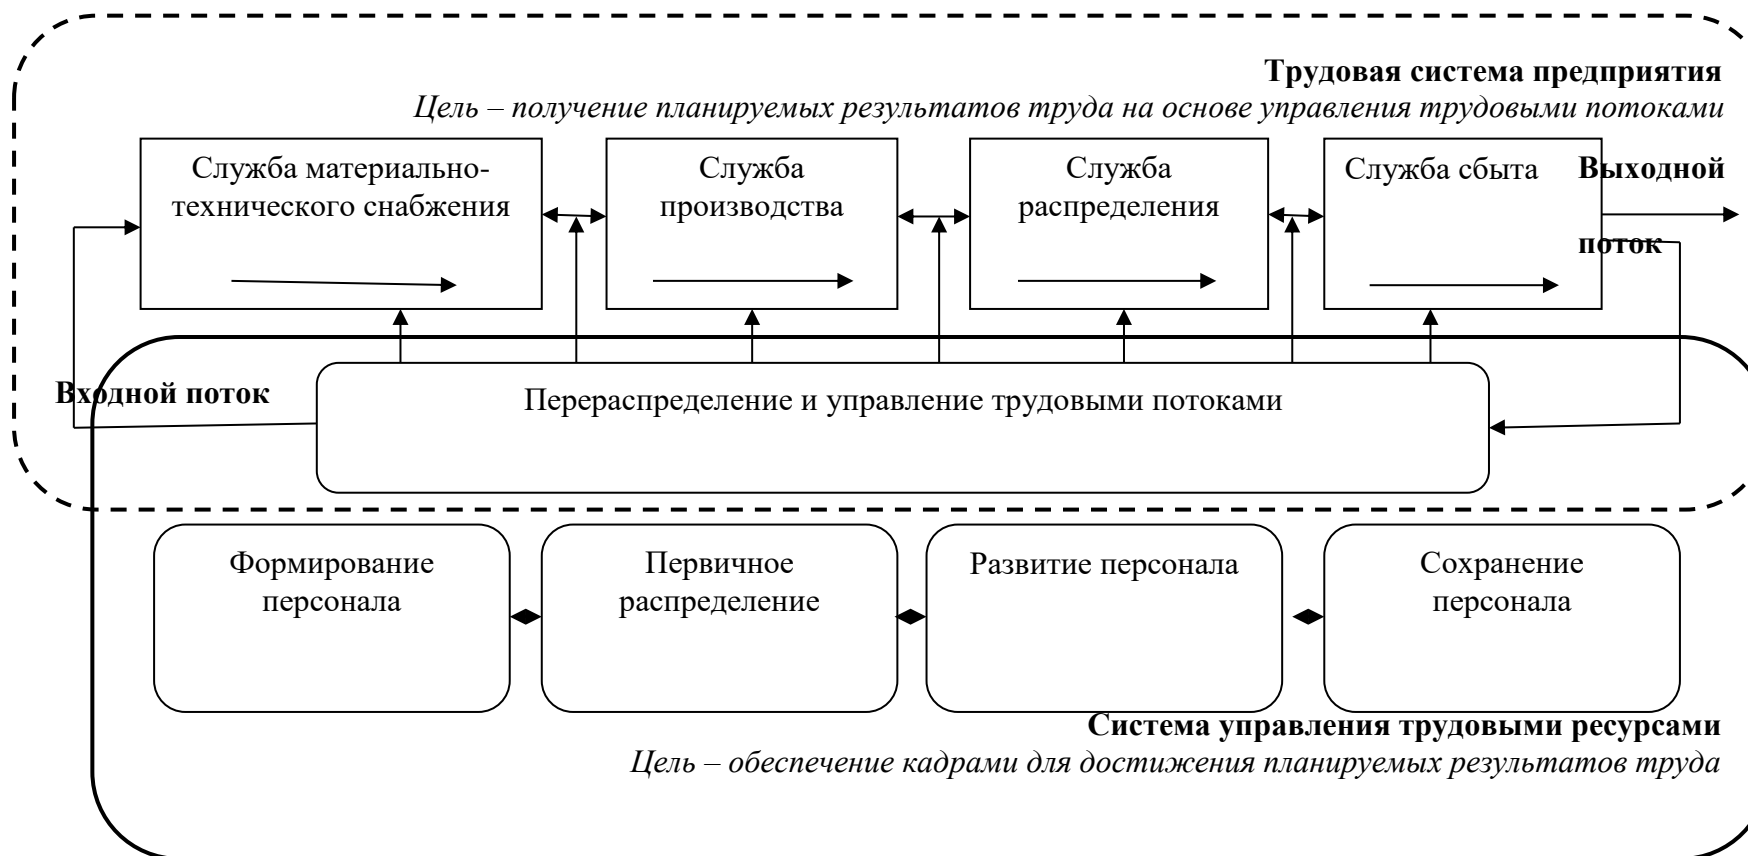 Трудовая система предприятия
Цель – получение планируемых результатов труда на основе управления трудовыми потоками
Служба материально-
технического снабжения
Служба
производства
Служба
распределения
Служба сбыта
Выходной
поток
Входной поток
Перераспределение и управление трудовыми потоками
Формирование
персонала
Первичное
распределение
Развитие персонала
Сохранение
персонала
Система управления трудовыми ресурсами
Цель – обеспечение кадрами для достижения планируемых результатов труда